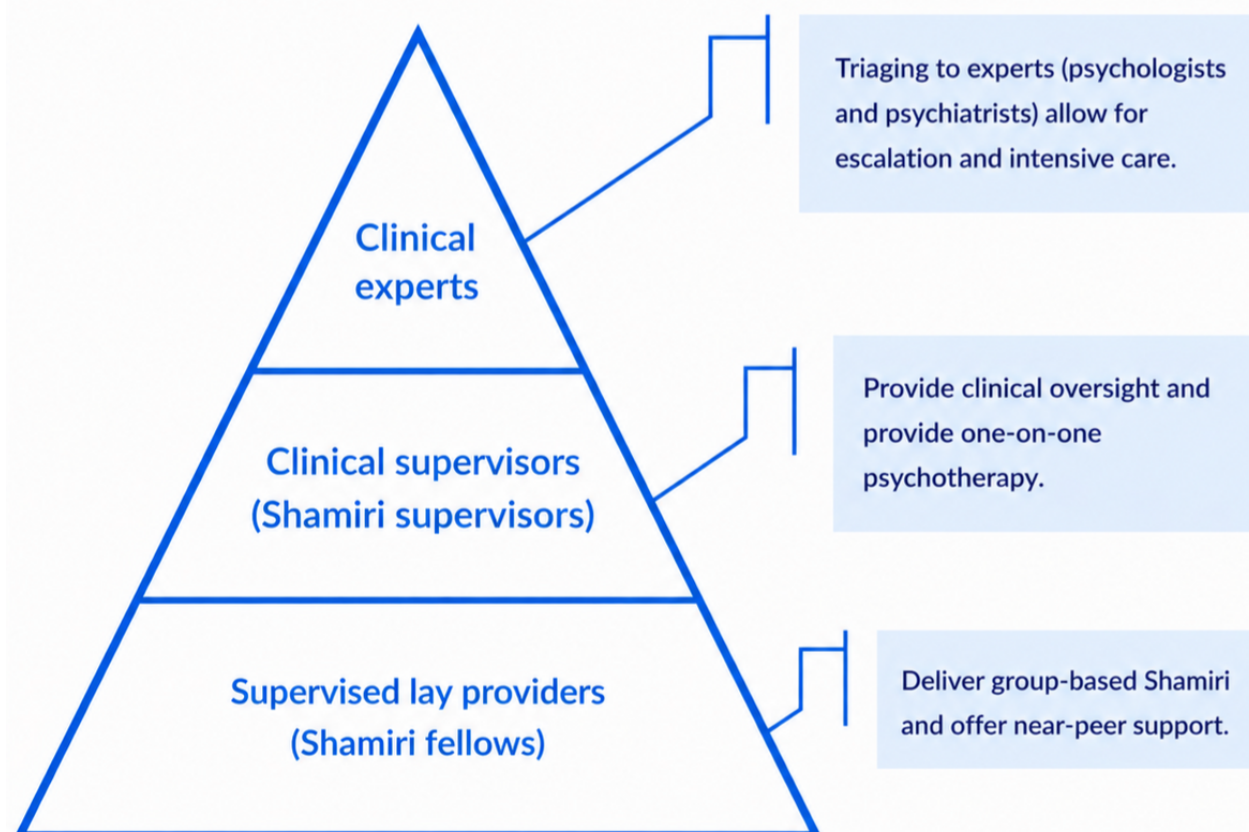 Clinical
experts
Triaging to experts (psychologists
and psychiatrists) allow for
escalation and intensive care.
Clinical supervisors
(Shamiri supervisors)
Provide clinical oversight and
provide one-on-one
psychotherapy.
Supervised lay providers
(Shamiri fellows)
Deliver group-based Shamiri
and offer near-peer support.